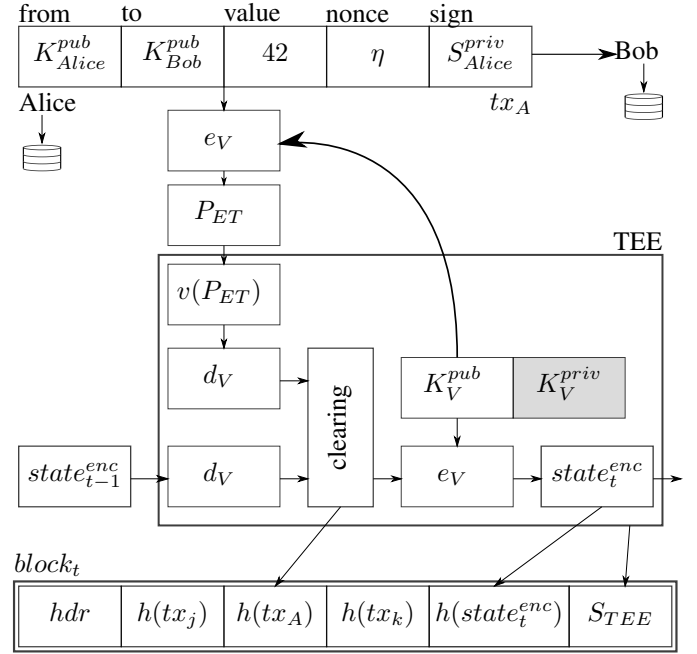 from to value nonce sign
$K_{Alice}^{pub}$ $K_{Bob}^{pub}$ 42 $\eta$ $S_{Alice}^{priv}$ Bob
Alice $tx_A$
$e_V$
$P_{ET}$
TEE
$v(P_{ET})$
$d_V$ clearing $K_V^{pub}$ $K_V^{priv}$
$state_{t-1}^{enc}$ $d_V$ $e_V$ $state_t^{enc}$
$block_t$
$hdr$ $h(tx_j)$ $h(tx_A)$ $h(tx_k)$ $h(state_t^{enc})$ $S_{TEE}$